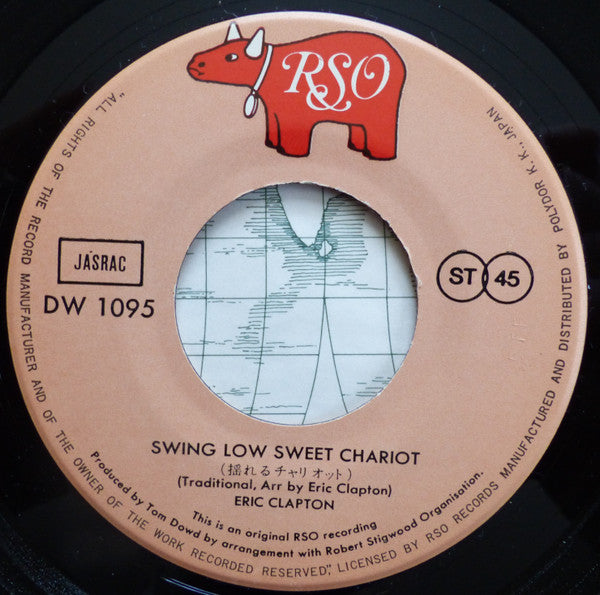 RSO
JASRAC
DW 1095
ST 45
SWING LOW SWEET CHARIOT
(揺れるチャリオット)
(Traditional, Arr by Eric Clapton)
ERIC CLAPTON
This is an original RSO recording
Produced by Tom Dowd by arrangement with Robert Stigwood Organisation.
"ALL RIGHTS OF THE RECORD MANUFACTURER AND OF THE OWNER OF THE WORK RECORDED RESERVED", LICENSED BY RSO RECORDS MANUFACTURED AND DISTRIBUTED BY POLYDOR K. K., JAPAN